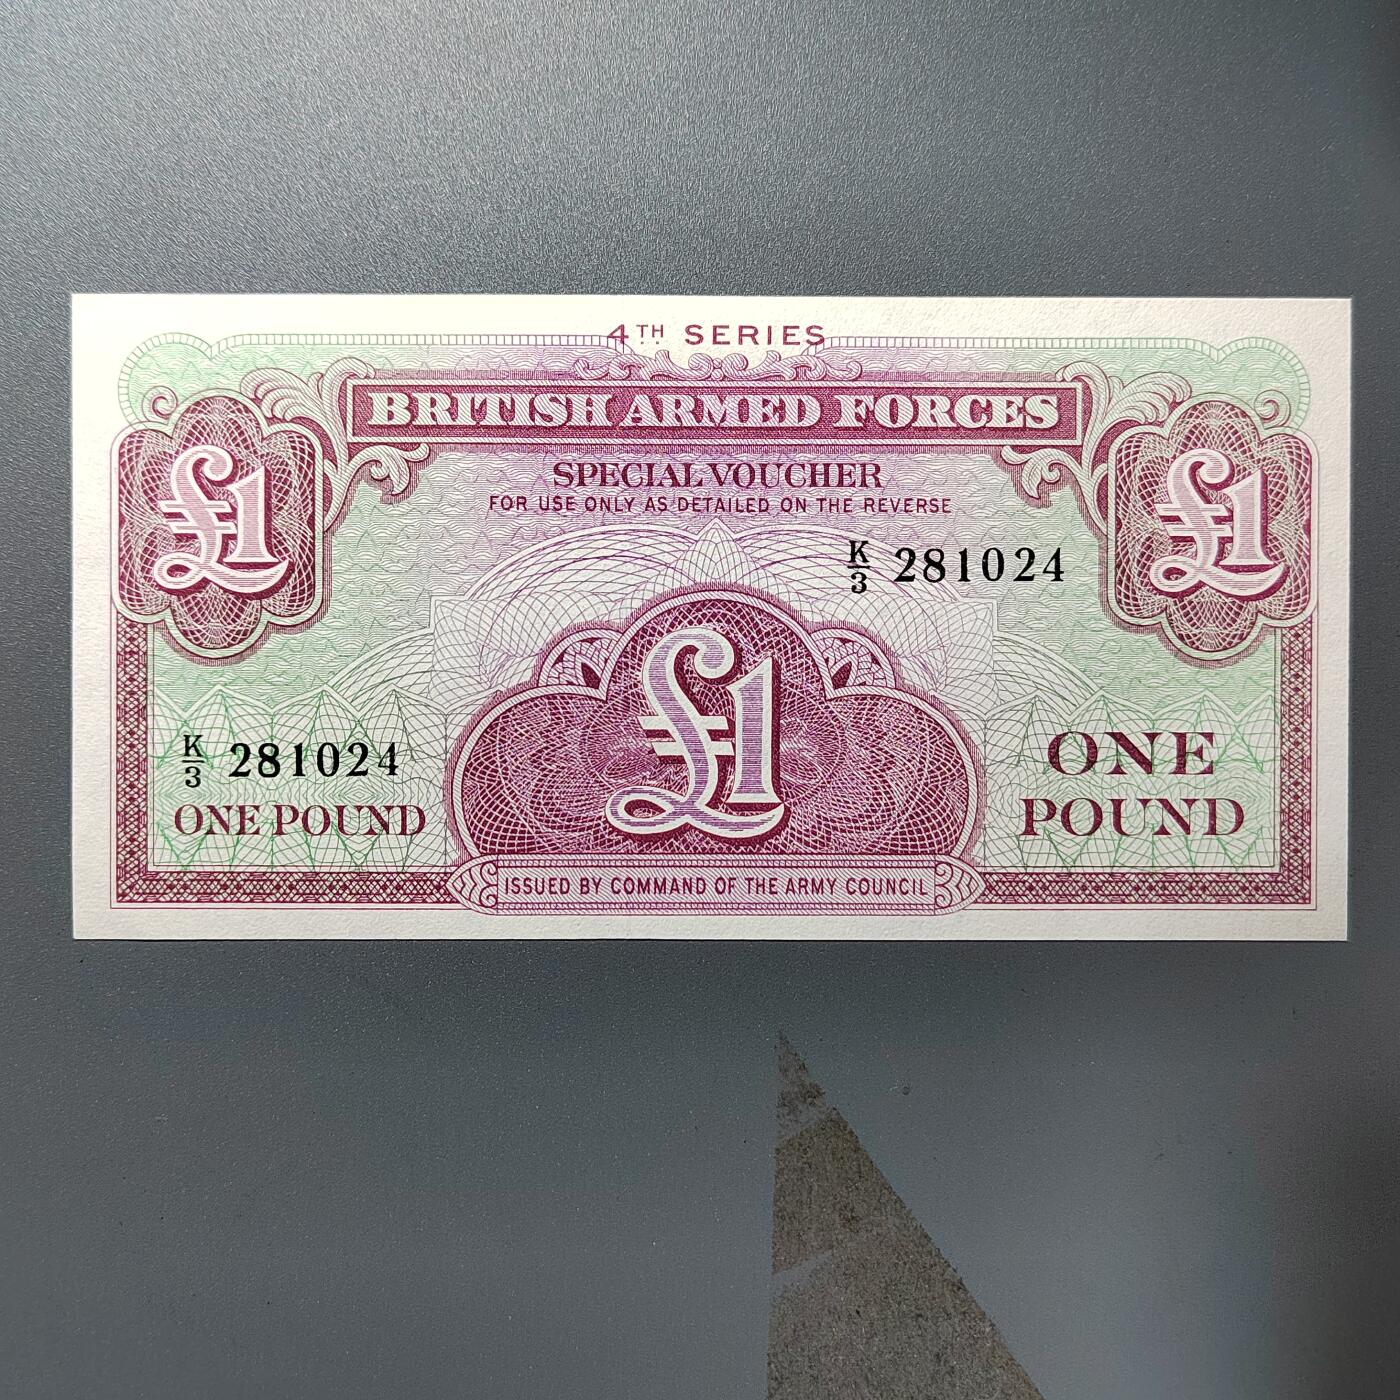 4TH SERIES
BRITISH ARMED FORCES
£1
£1
SPECIAL VOUCHER
FOR USE ONLY AS DETAILED ON THE REVERSE
K/3 281024
£1
K/3 281024
ONE POUND
ONE
POUND
ISSUED BY COMMAND OF THE ARMY COUNCIL